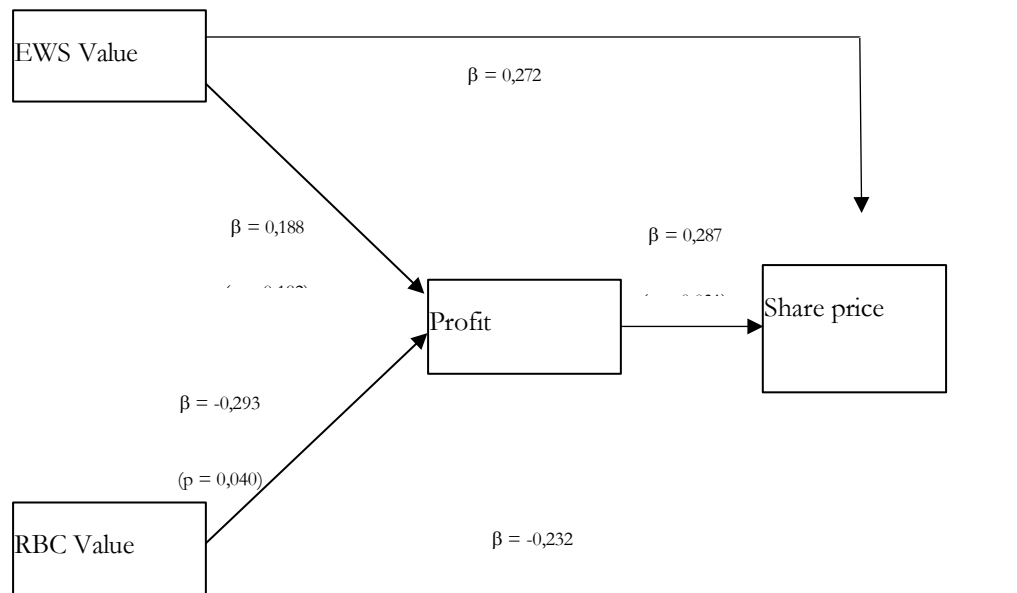 EWS Value
β = 0,272
β = 0,188
β = 0,287
Profit
Share price
β = -0,293
(p = 0,040)
RBC Value
β = -0,232